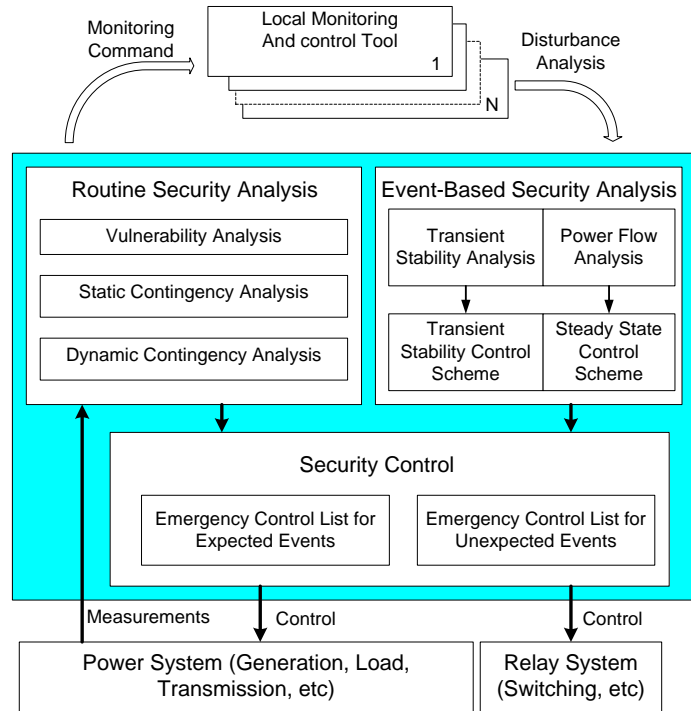 Monitoring
Command
Local Monitoring
And control Tool
1
N
Disturbance
Analysis
Routine Security Analysis
Vulnerability Analysis
Static Contingency Analysis
Dynamic Contingency Analysis
Event-Based Security Analysis
Transient
Stability Analysis
Power Flow
Analysis
Transient
Stability Control
Scheme
Steady State
Control
Scheme
Security Control
Emergency Control List for
Expected Events
Emergency Control List for
Unexpected Events
Measurements
Control
Control
Power System (Generation, Load,
Transmission, etc)
Relay System
(Switching, etc)